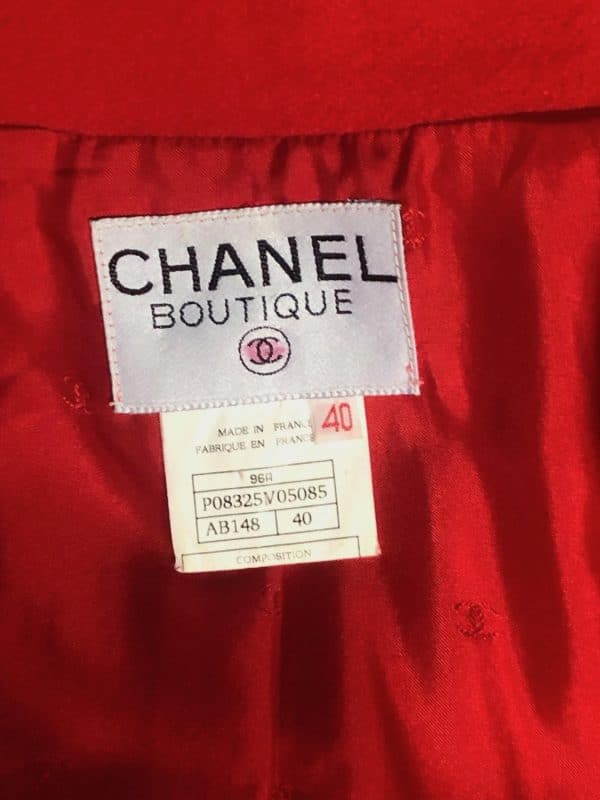 CHANEL
BOUTIQUE
MADE IN FRANCE 40
FABRIQUE EN FRANCE
96A
P08325V05085
AB148 40
COMPOSITION